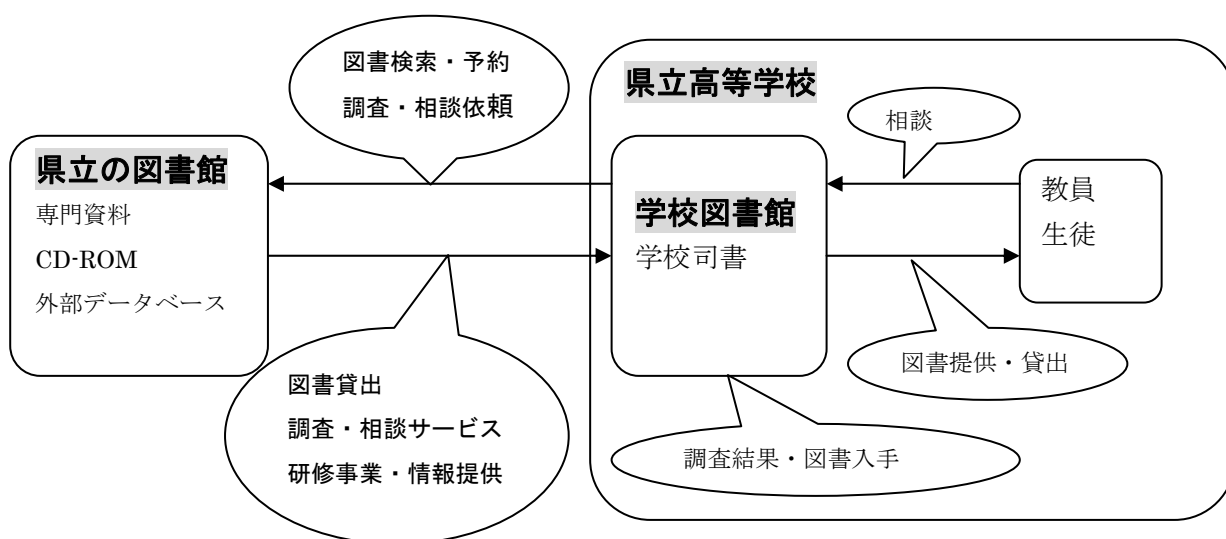 図書検索・予約
調査・相談依頼
県立高等学校
相談
県立の図書館
専門資料
CD-ROM
外部データベース
学校図書館
学校司書
教員
生徒
図書貸出
調査・相談サービス
研修事業・情報提供
図書提供・貸出
調査結果・図書入手